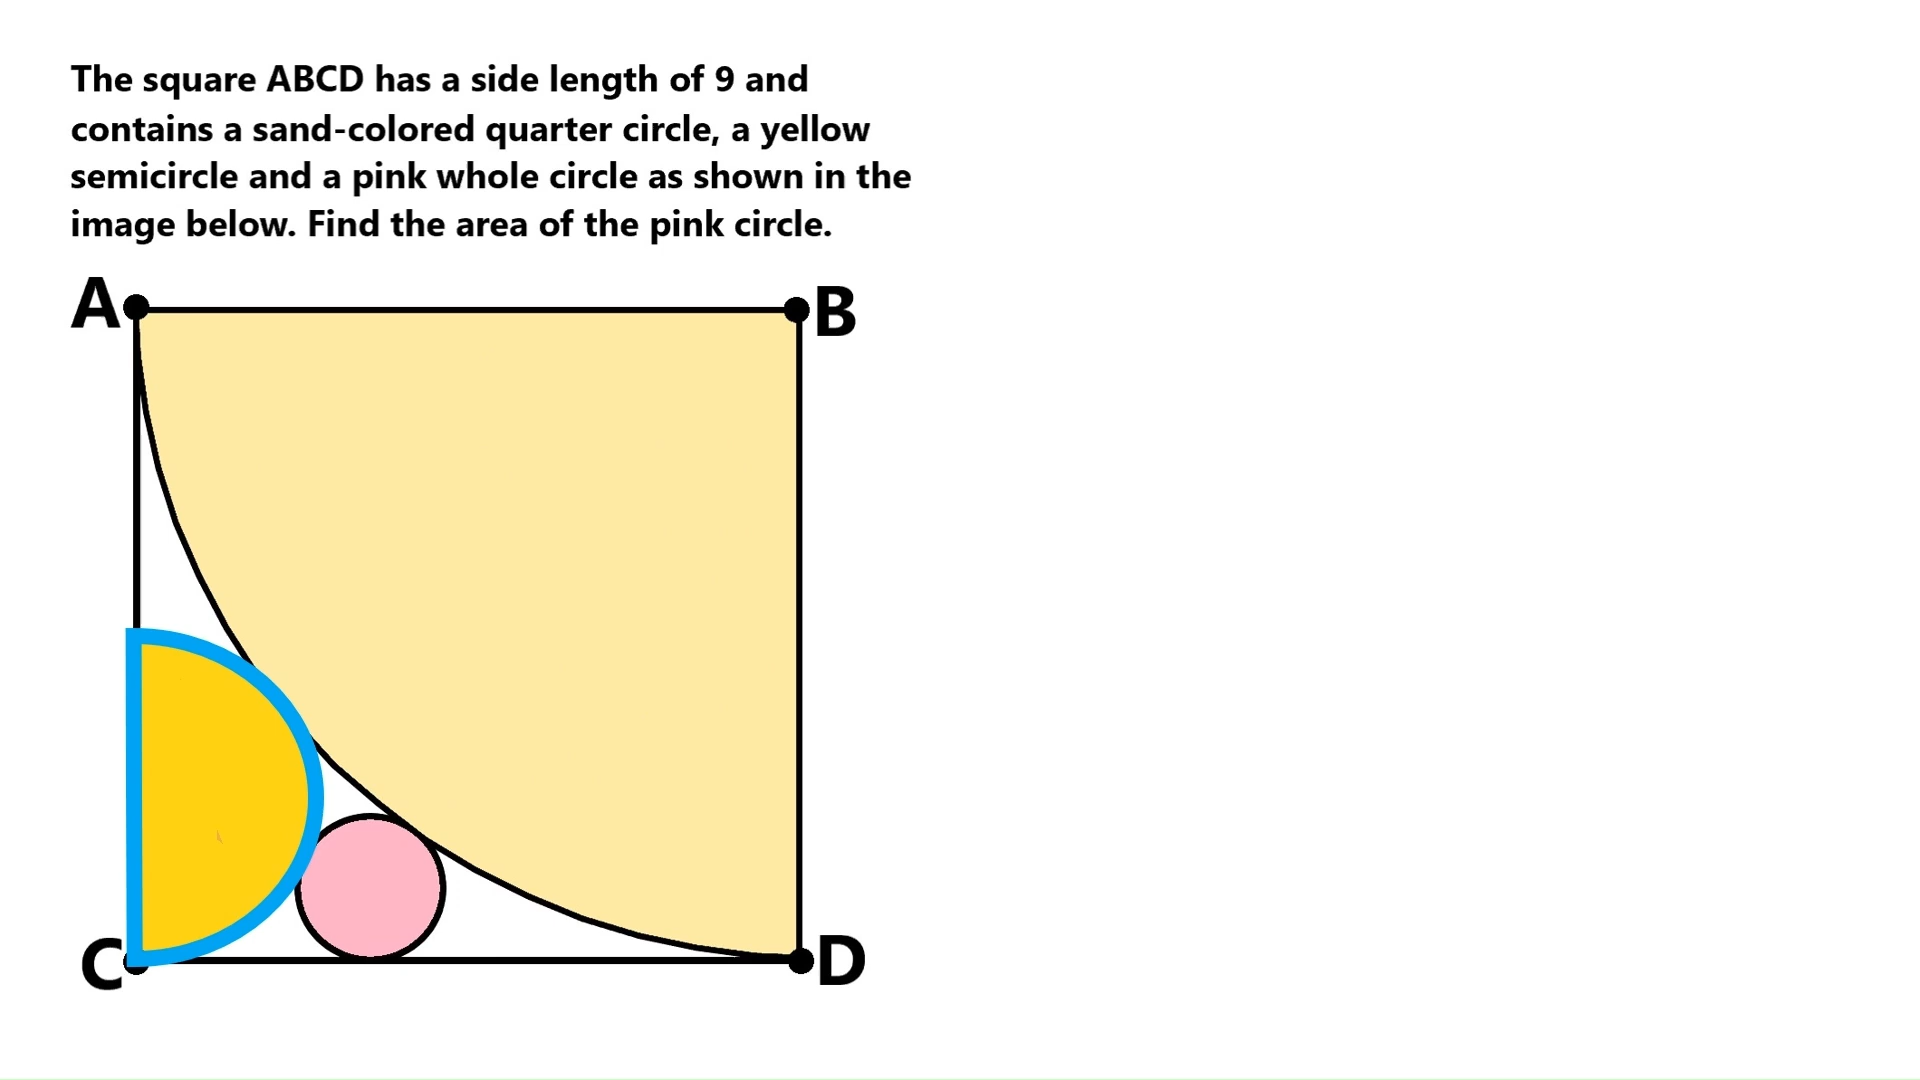 The square ABCD has a side length of 9 and
contains a sand-colored quarter circle, a yellow
semicircle and a pink whole circle as shown in the
image below. Find the area of the pink circle.
A
B
C
D